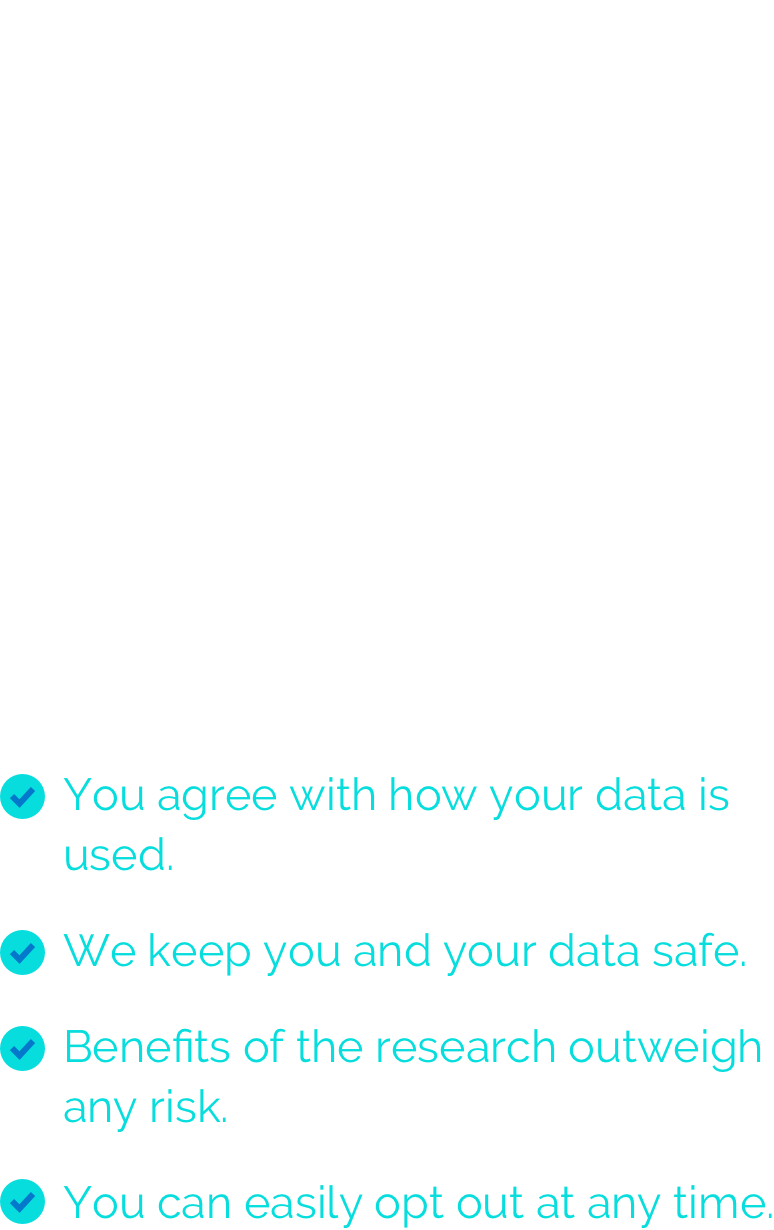 You agree with how your data is
used.
We keep you and your data safe.
Benefits of the research outweigh
any risk.
You can easily opt out at any time.